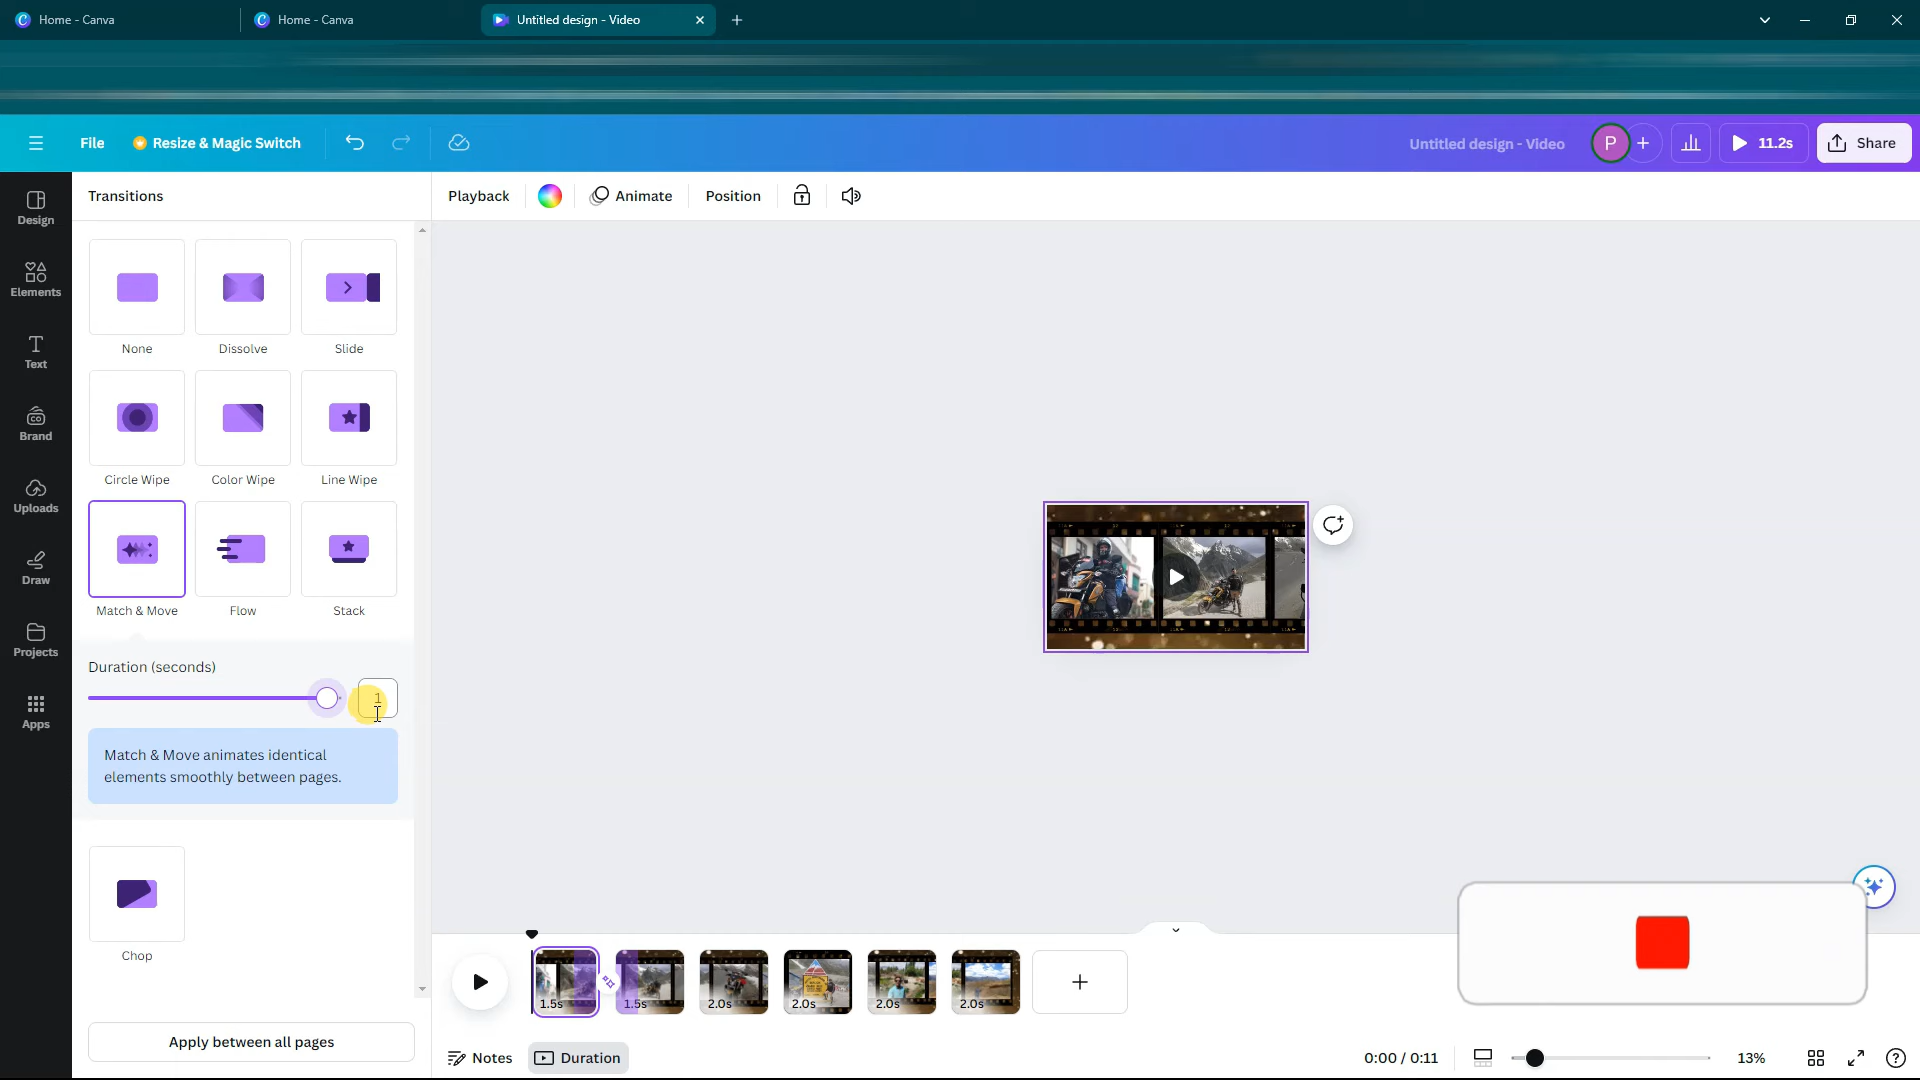 Home - Canva
Home - Canva
Untitled design - Video
File
Resize & Magic Switch
Untitled design - Video
P
11.2s
Share
Design
Elements
Text
Brand
Uploads
Draw
Projects
Apps
Transitions
Playback
Animate
Position
None
Dissolve
Slide
Circle Wipe
Color Wipe
Line Wipe
Match & Move
Flow
Stack
Duration (seconds)
1
Match & Move animates identical
elements smoothly between pages.
Chop
Apply between all pages
1.5s
1.5s
2.0s
2.0s
2.0s
2.0s
Notes
Duration
0:00 / 0:11
13%